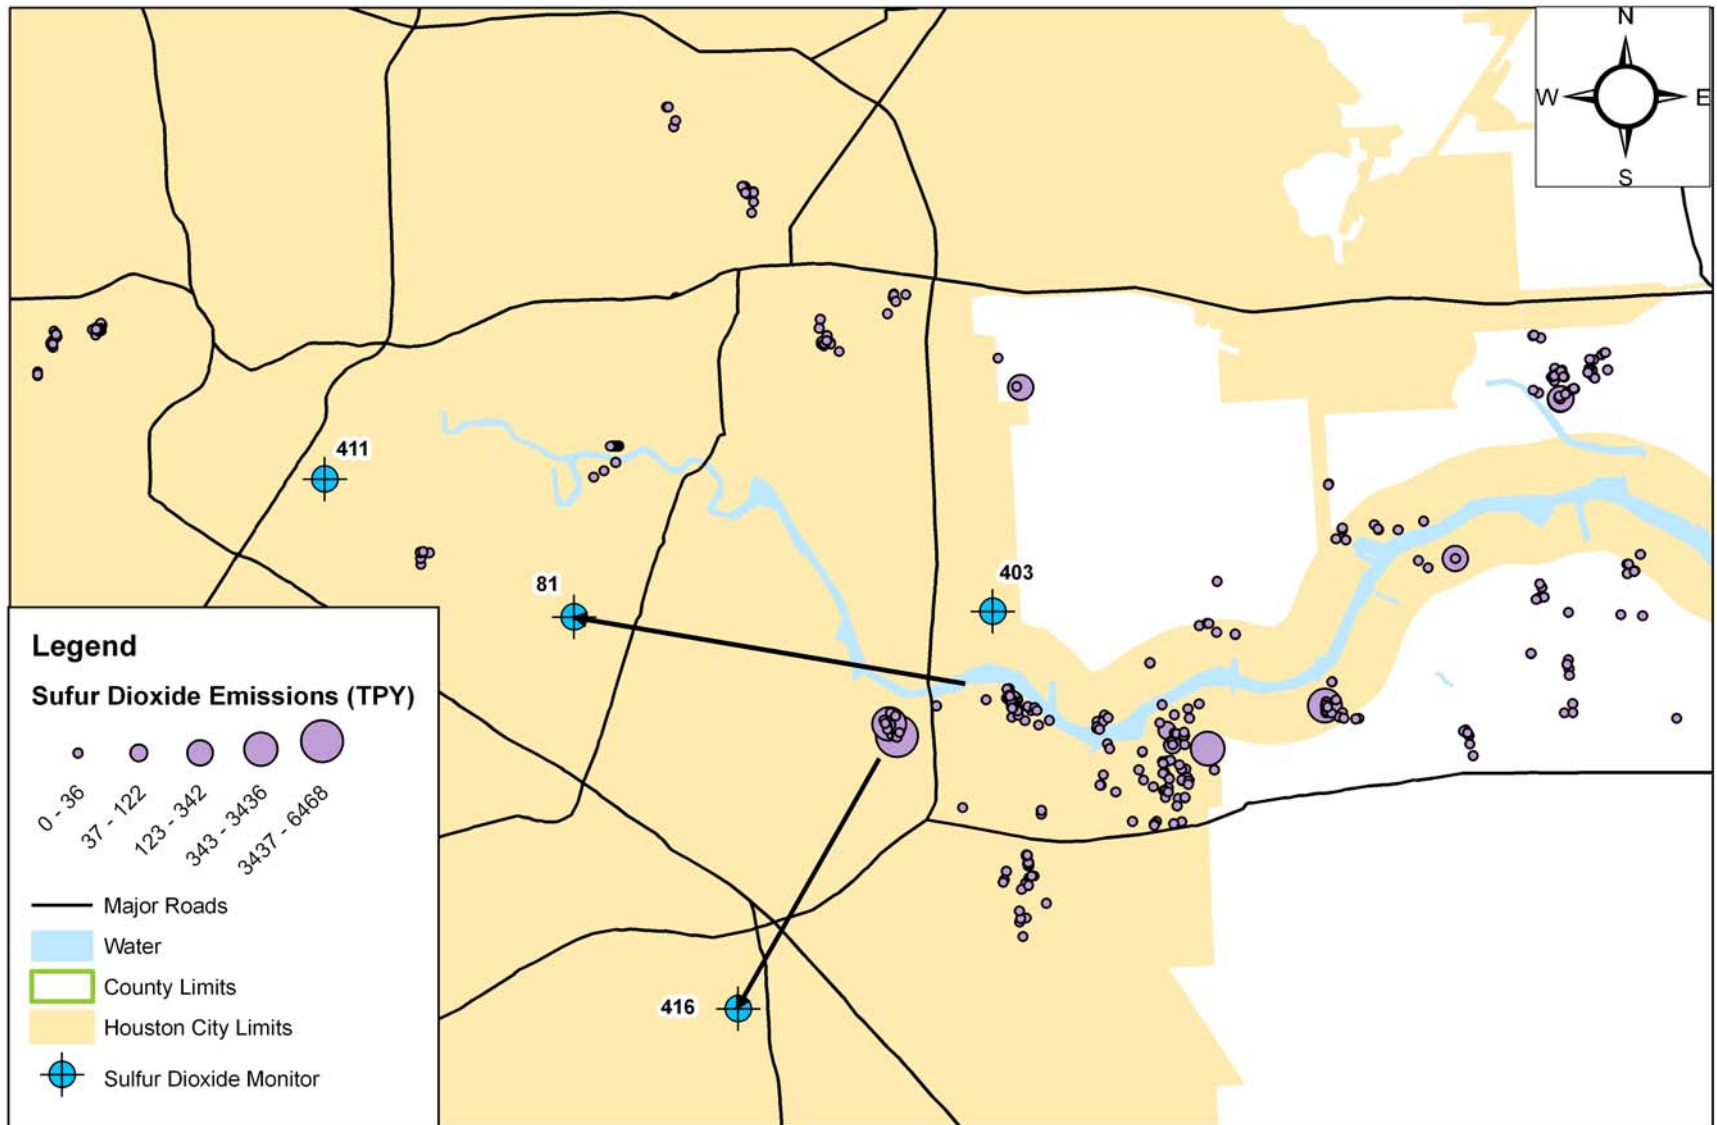 N
W E
S
411
81
403
416
Legend
Sufur Dioxide Emissions (TPY)
0 - 36
37 - 122
123 - 342
343 - 3436
3437 - 6468
Major Roads
Water
County Limits
Houston City Limits
Sulfur Dioxide Monitor